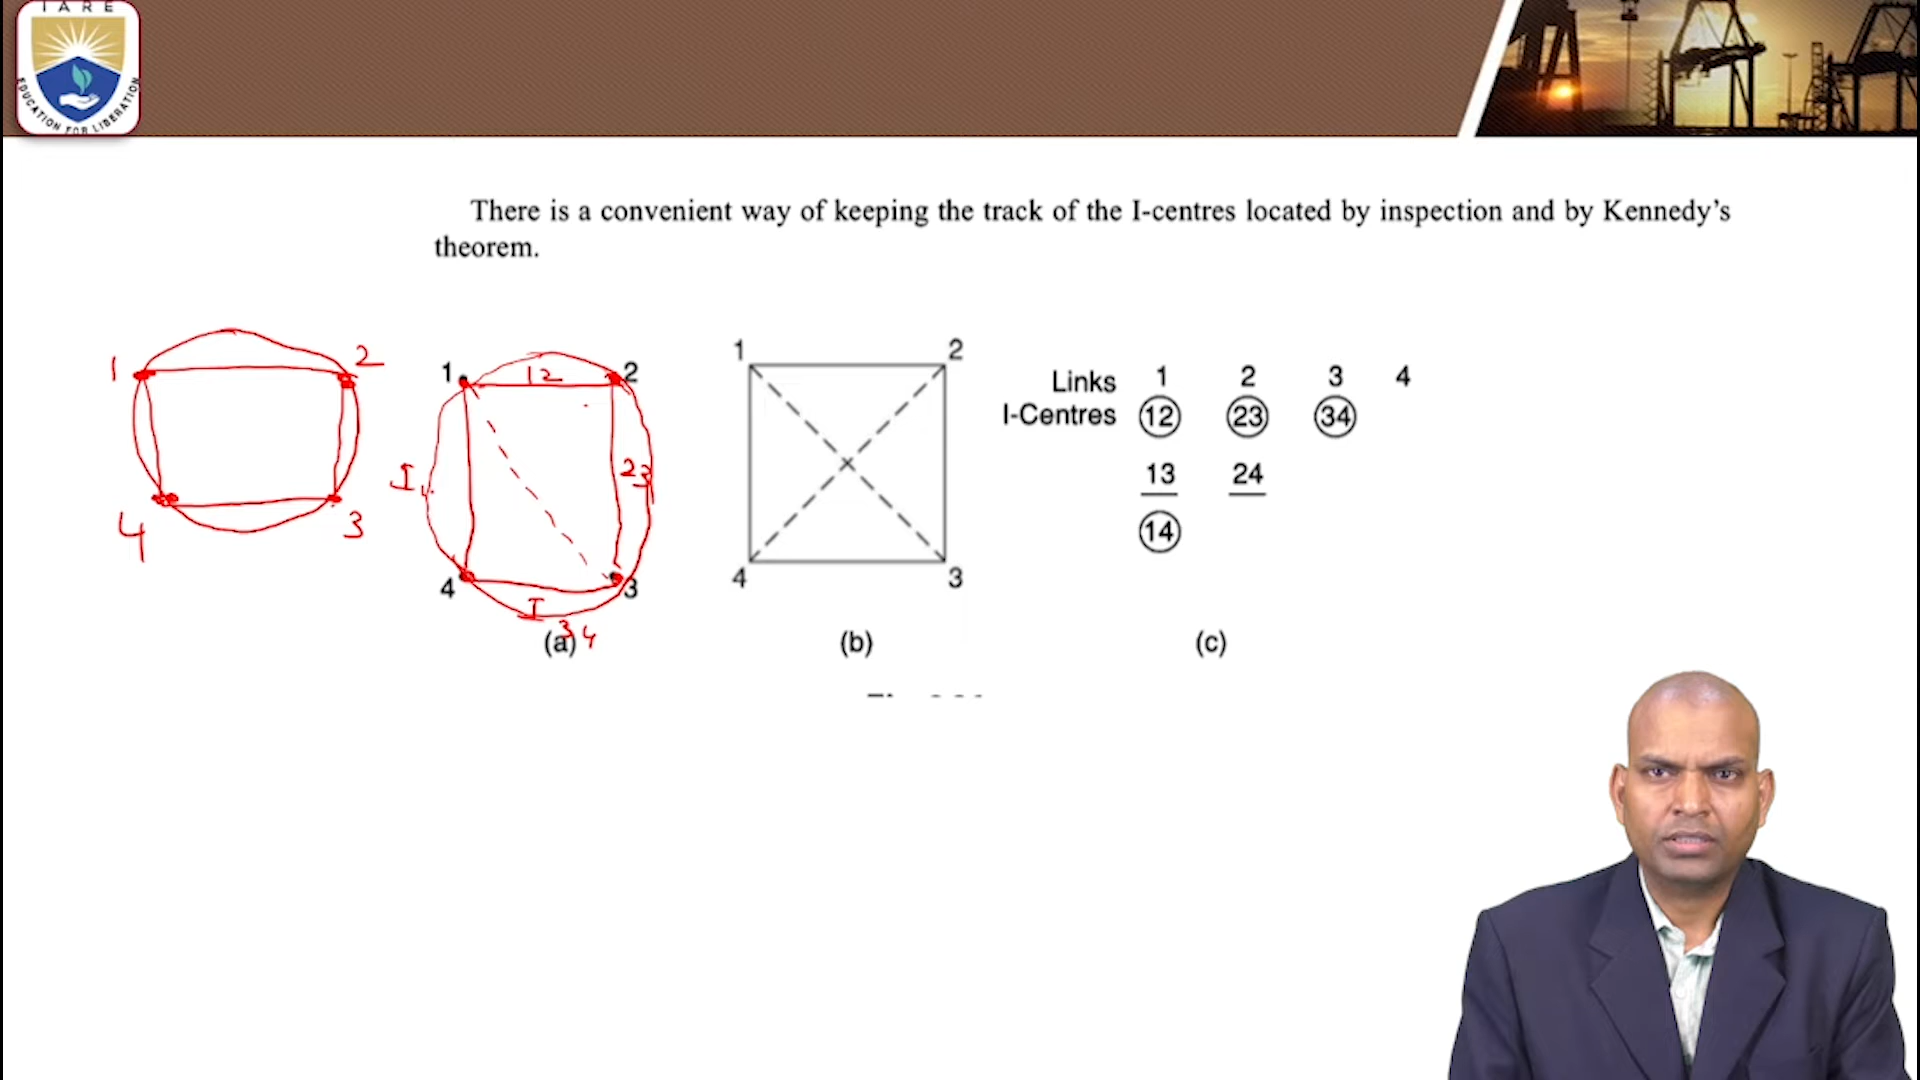 IARE
EDUCATION FOR LIBERATION
There is a convenient way of keeping the track of the I-centres located by inspection and by Kennedy's
theorem.
1 2
4 3
1 12 2
I 23
4 I 3
34
(a)
1 2
4 3
(b)
Links 1 2 3 4
I-Centres 12 23 34
13 24
14
(c)